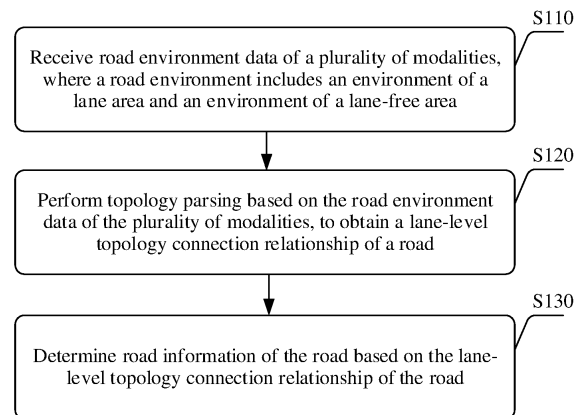 S110
Receive road environment data of a plurality of modalities,
where a road environment includes an environment of a
lane area and an environment of a lane-free area
S120
Perform topology parsing based on the road environment
data of the plurality of modalities, to obtain a lane-level
topology connection relationship of a road
S130
Determine road information of the road based on the lane-
level topology connection relationship of the road